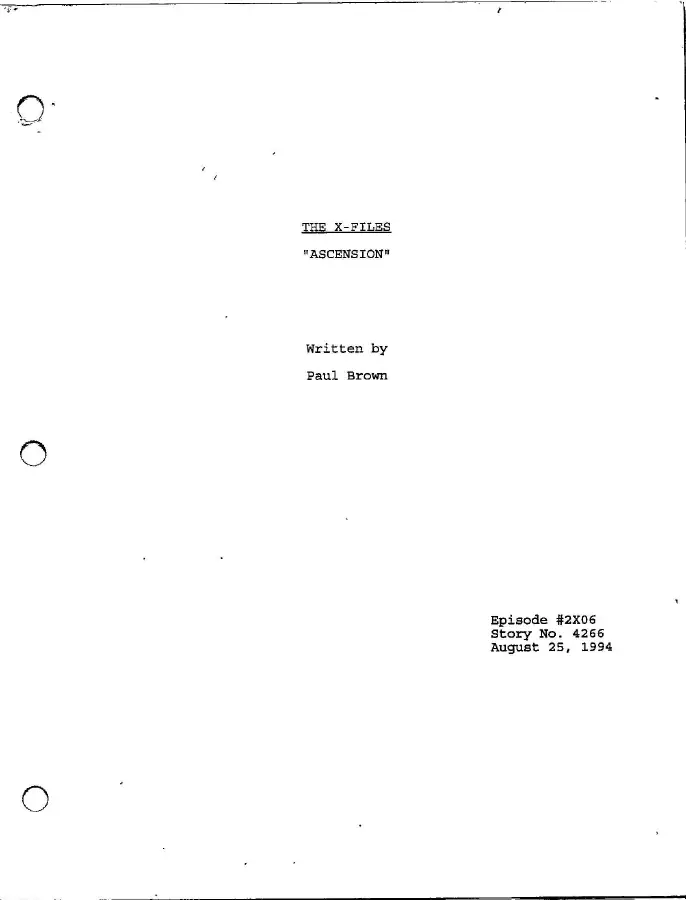 THE X-FILES
"ASCENSION"
Written by
Paul Brown
Episode #2X06
Story No. 4266
August 25, 1994